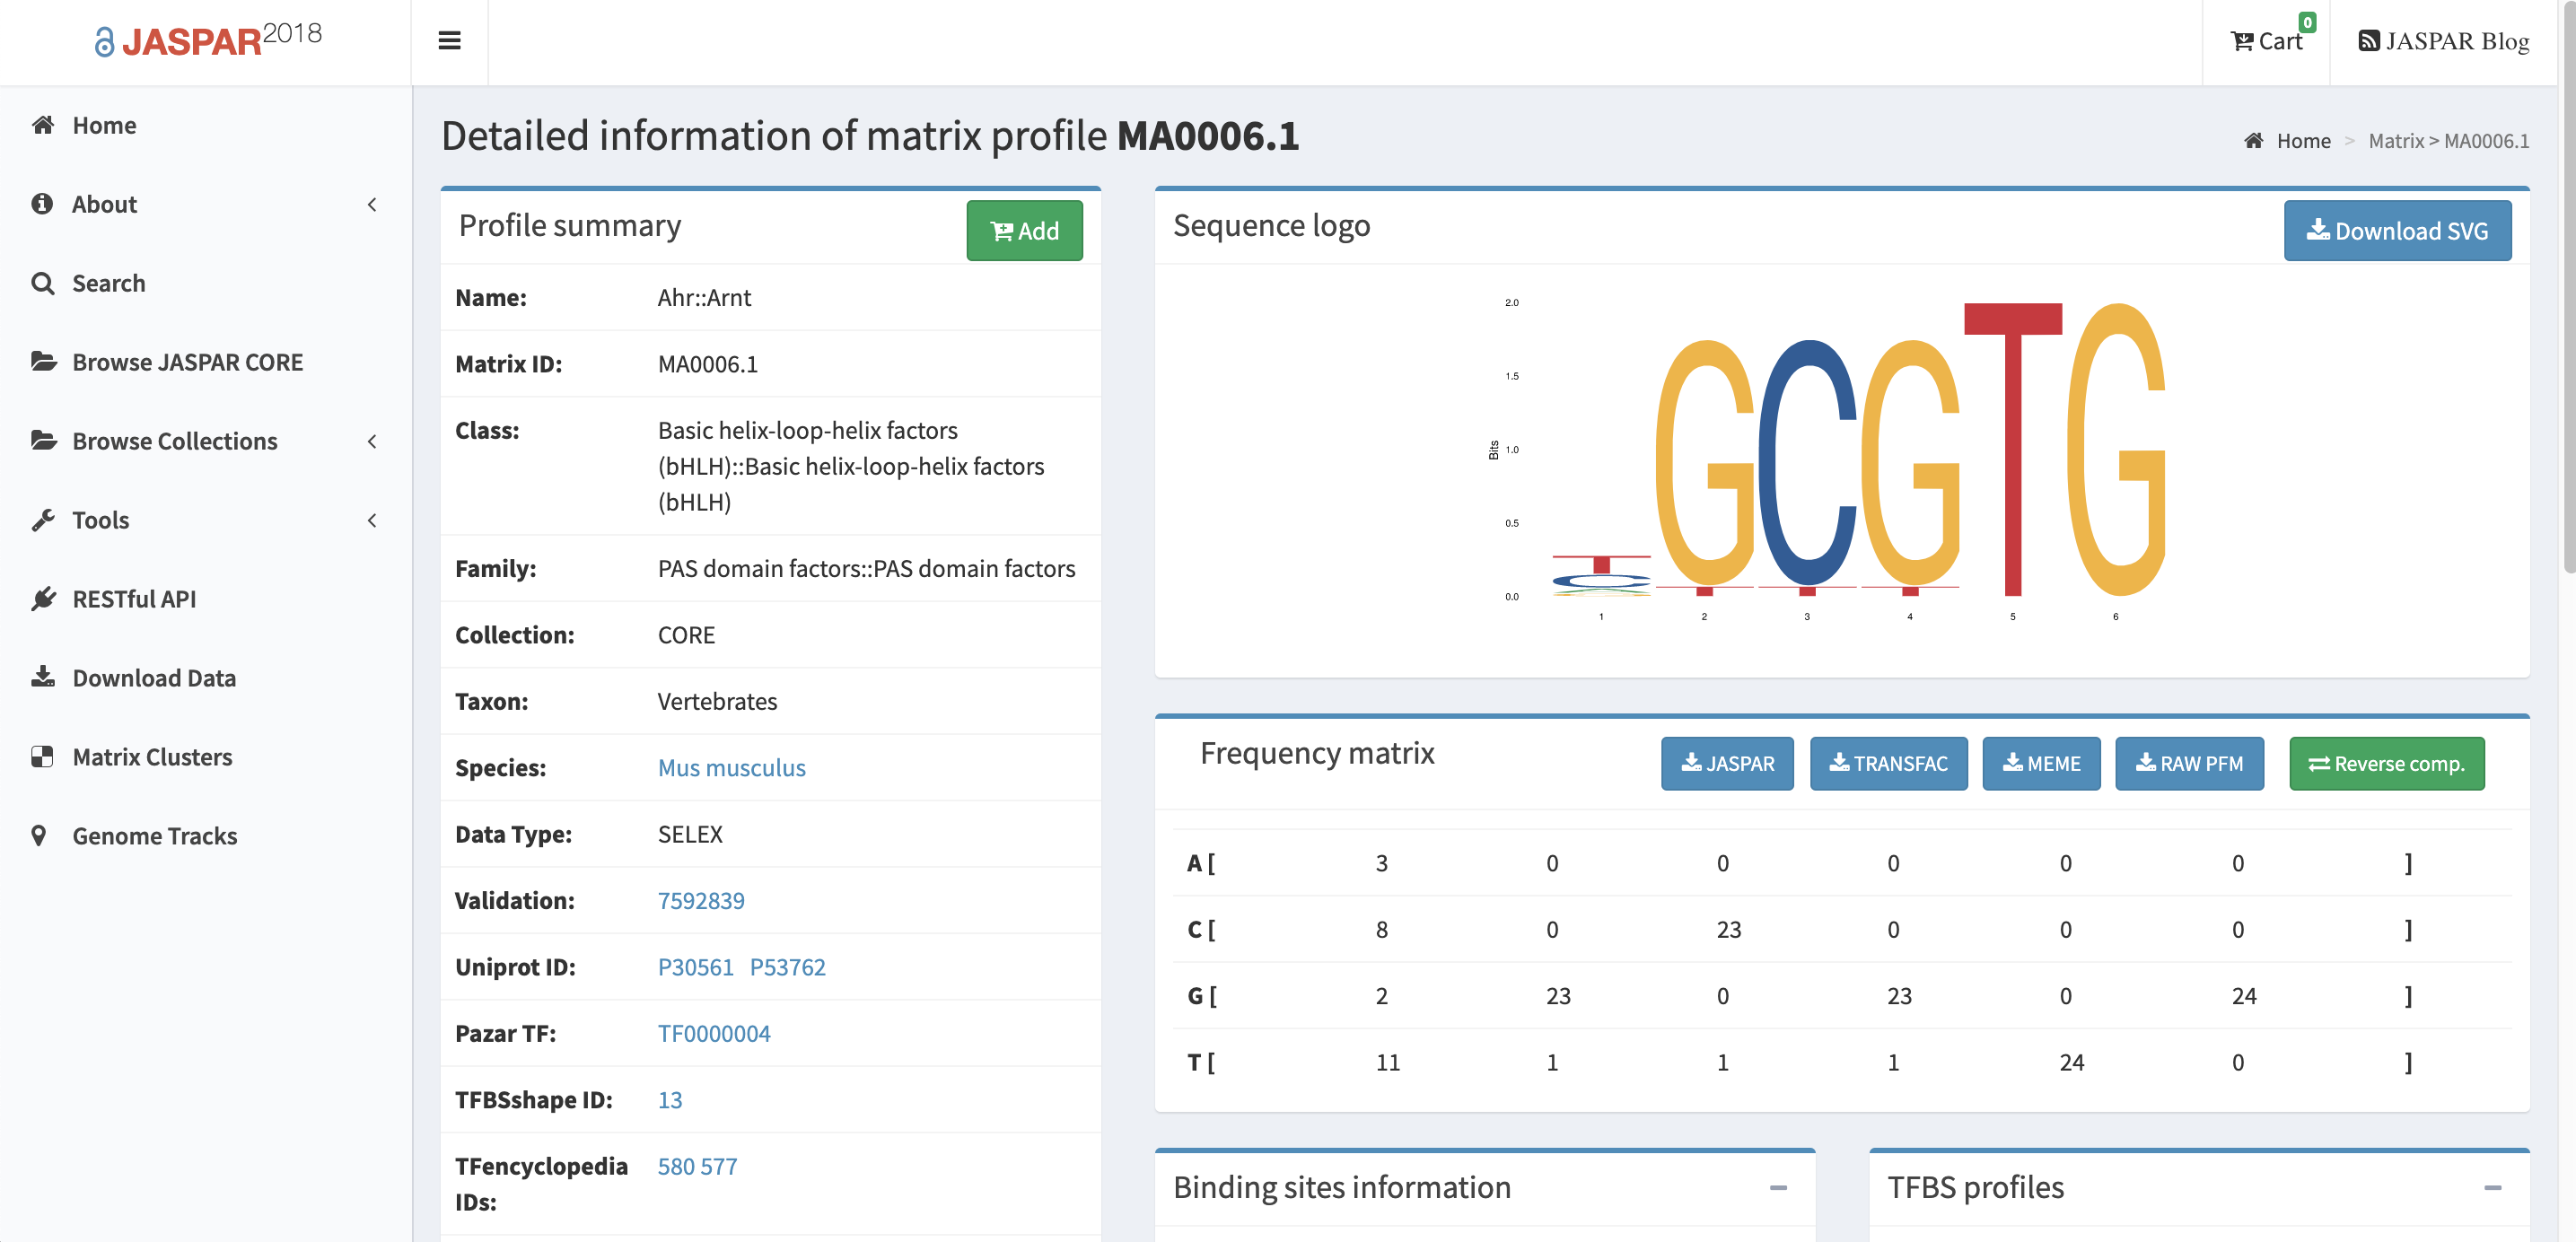 JASPAR2018
Cart 0
JASPAR Blog
Home
About
Search
Browse JASPAR CORE
Browse Collections
Tools
RESTful API
Download Data
Matrix Clusters
Genome Tracks
Detailed information of matrix profile MA0006.1
Home > Matrix > MA0006.1
Profile summary
Add
Name: Ahr::Arnt
Matrix ID: MA0006.1
Class: Basic helix-loop-helix factors
(bHLH)::Basic helix-loop-helix factors
(bHLH)
Family: PAS domain factors::PAS domain factors
Collection: CORE
Taxon: Vertebrates
Species: Mus musculus
Data Type: SELEX
Validation: 7592839
Uniprot ID: P30561 P53762
Pazar TF: TF0000004
TFBSshape ID: 13
TFencyclopedia 580 577
IDs:
Sequence logo
Download SVG
2.0
1.5
1.0
0.5
0.0
Bits
T
C
A
G
G T
C T
G T
T
G
1 2 3 4 5 6
Frequency matrix
JASPAR TRANSFAC MEME RAW PFM Reverse comp.
A [ 3 0 0 0 0 0 ]
C [ 8 0 23 0 0 0 ]
G [ 2 23 0 23 0 24 ]
T [ 11 1 1 1 24 0 ]
Binding sites information
TFBS profiles